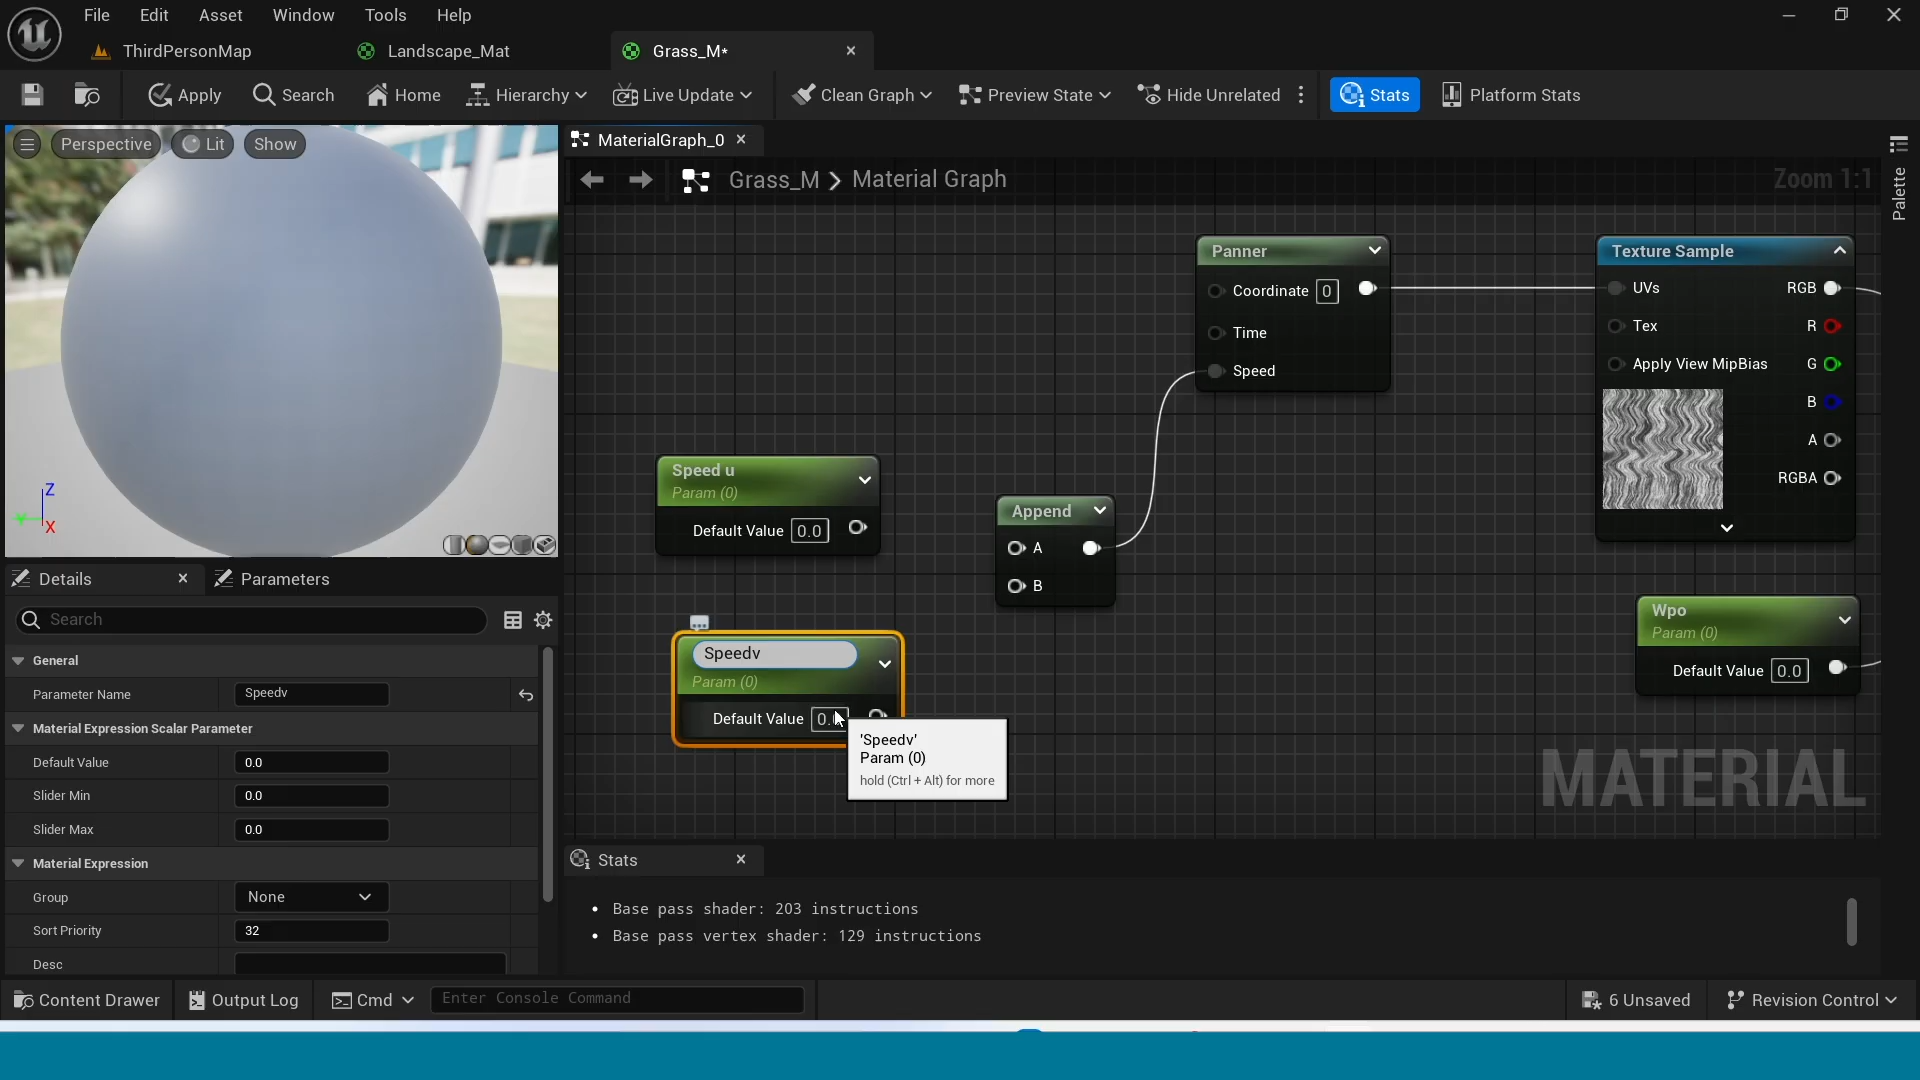 File Edit Asset Window Tools Help
ThirdPersonMap Landscape_Mat Grass_M*
Apply Search Home Hierarchy Live Update Clean Graph Preview State Hide Unrelated Stats Platform Stats
Perspective Lit Show
MaterialGraph_0
Grass_M > Material Graph
Zoom 1:1
Palette
Panner
Coordinate 0
Time
Speed
Texture Sample
UVs RGB
Tex R
Apply View MipBias G
B
A
RGBA
Speed u
Param (0)
Default Value 0.0
Append
A
B
Speedv
Param (0)
Default Value 0.
'Speedv'
Param (0)
hold (Ctrl + Alt) for more
Wpo
Param (0)
Default Value 0.0
MATERIAL
Z
Y
X
Details Parameters
Search
General
Parameter Name Speedv
Material Expression Scalar Parameter
Default Value 0.0
Slider Min 0.0
Slider Max 0.0
Material Expression
Group None
Sort Priority 32
Desc
Stats
• Base pass shader: 203 instructions
• Base pass vertex shader: 129 instructions
Content Drawer Output Log Cmd Enter Console Command 6 Unsaved Revision Control